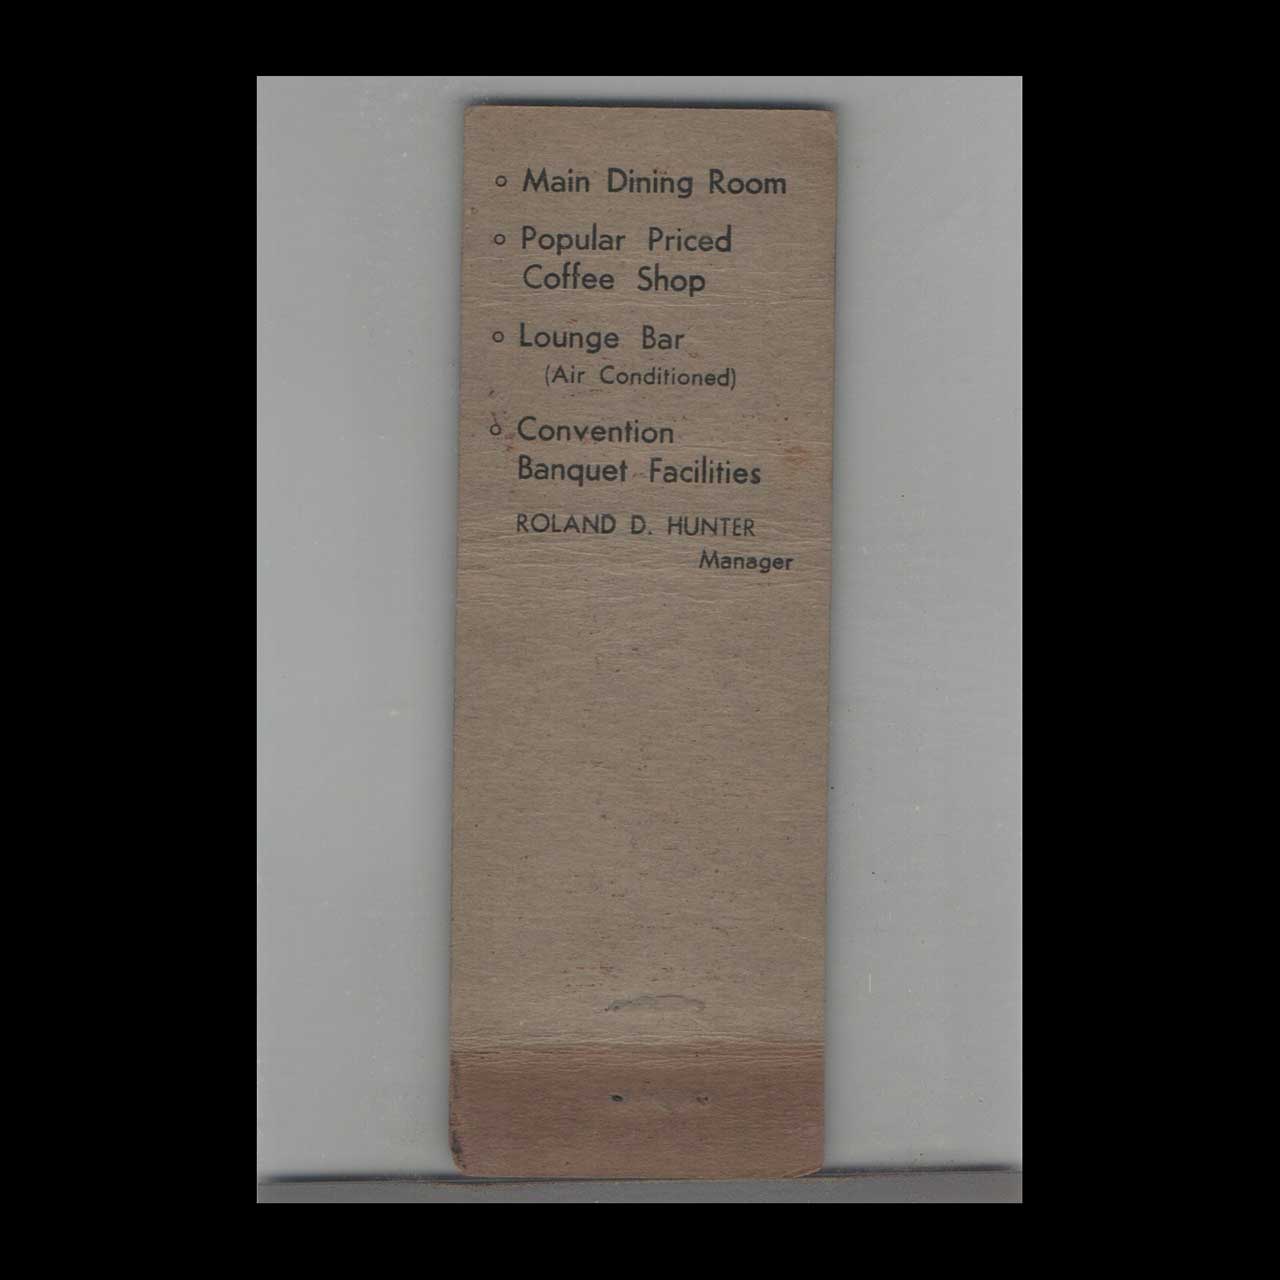 o Main Dining Room
o Popular Priced
Coffee Shop
o Lounge Bar
(Air Conditioned)
o Convention
Banquet Facilities
ROLAND D. HUNTER
Manager